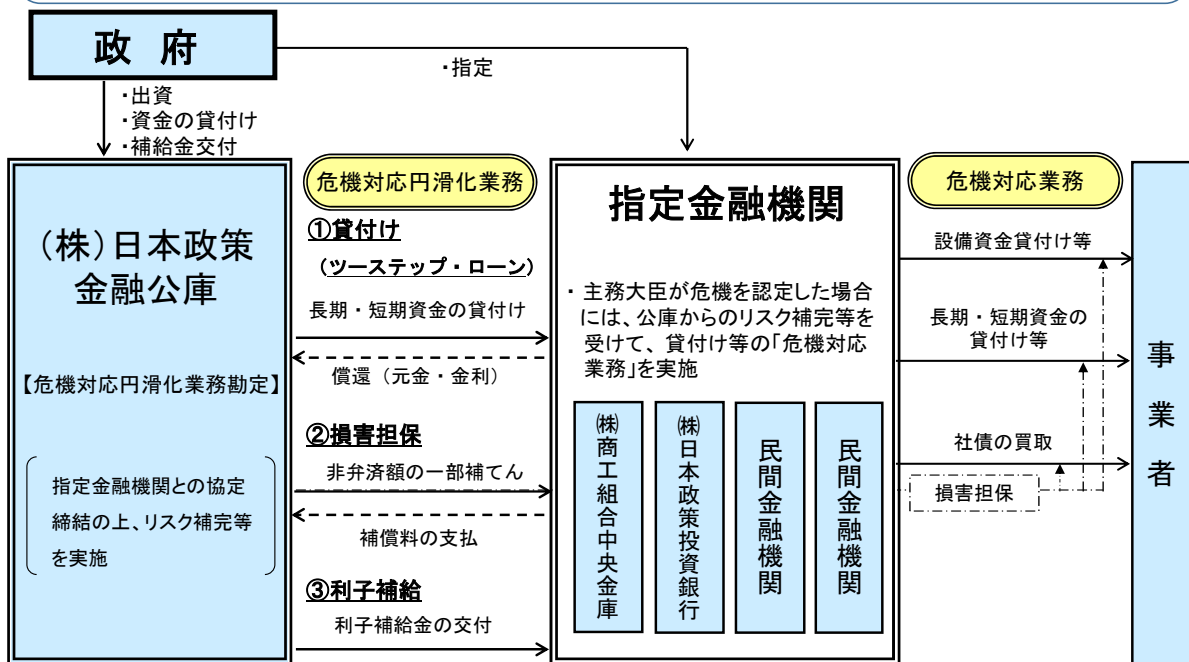 政 府
・指定
・出資
・資金の貸付け
・補給金交付
(株)日本政策
金融公庫
【危機対応円滑化業務勘定】
指定金融機関との協定
締結の上、リスク補完等
を実施
危機対応円滑化業務
①貸付け
(ツーステップ・ローン)
長期・短期資金の貸付け
償還(元金・金利)
②損害担保
非弁済額の一部補てん
補償料の支払
③利子補給
利子補給金の交付
指定金融機関
・ 主務大臣が危機を認定した場合
には、公庫からのリスク補完等を
受けて、貸付け等の「危機対応
業務」を実施
㈱商工組合中央金庫
㈱日本政策投資銀行
民間金融機関
民間金融機関
危機対応業務
設備資金貸付け等
長期・短期資金の
貸付け等
社債の買取
損害担保
事業者